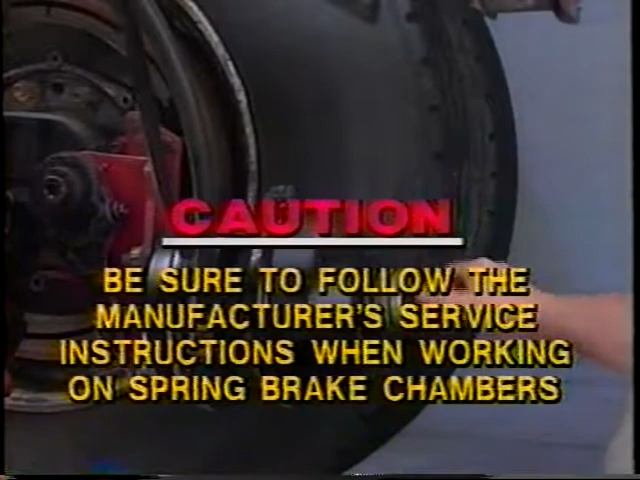 CAUTION
BE SURE TO FOLLOW THE
MANUFACTURER'S SERVICE
INSTRUCTIONS WHEN WORKING
ON SPRING BRAKE CHAMBERS